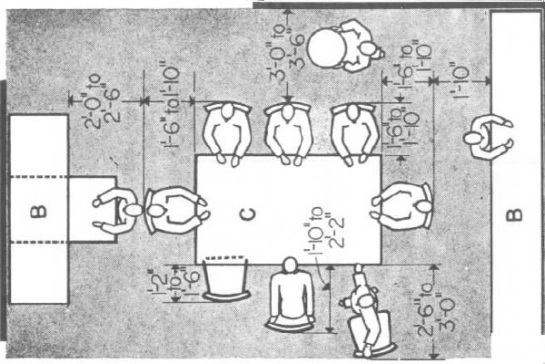 2'-0" to
2'-6"
1'-6" to 1'-10"
3'-0" to
3'-6"
1'-6" to
1'-10"
1'-6" to
1'-10"
1'-10"
B
C
B
1'-10" to
2'-2"
1'-2"
to
1'-6"
2'-6" to
3'-0"